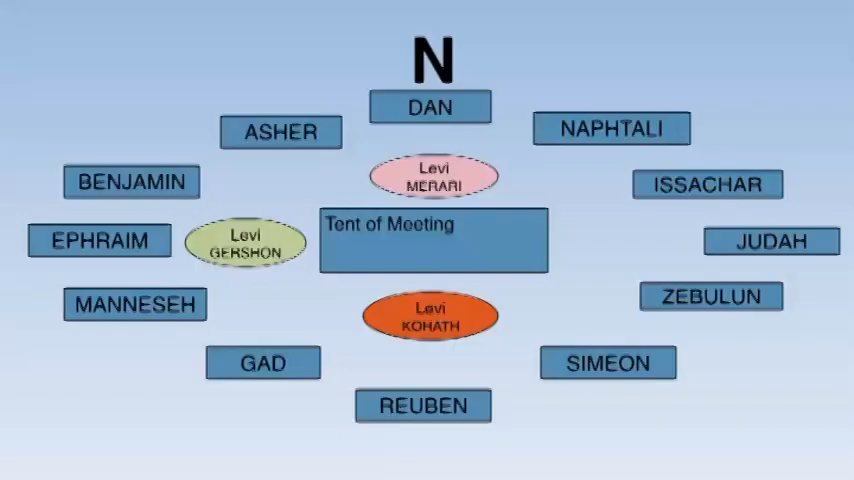 N
DAN
ASHER
NAPHTALI
Levi
MERARI
BENJAMIN
ISSACHAR
Tent of Meeting
EPHRAIM
Levi
GERSHON
JUDAH
MANNESEH
ZEBULUN
Levi
KOHATH
GAD
SIMEON
REUBEN